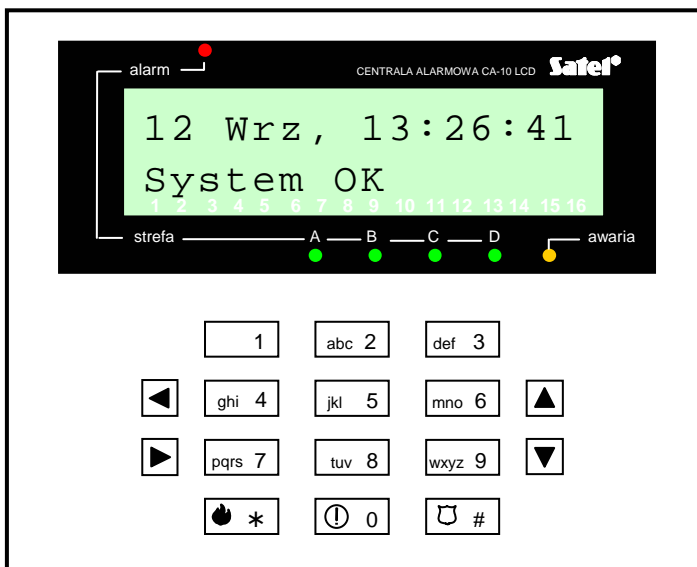 alarm CENTRALA ALARMOWA CA-10 LCD Satel®
12 Wrz, 13:26:41
System OK
1 2 3 4 5 6 7 8 9 10 11 12 13 14 15 16
strefa A B C D awaria
1 abc 2 def 3
ghi 4 jkl 5 mno 6
pqrs 7 tuv 8 wxyz 9
* 0 #